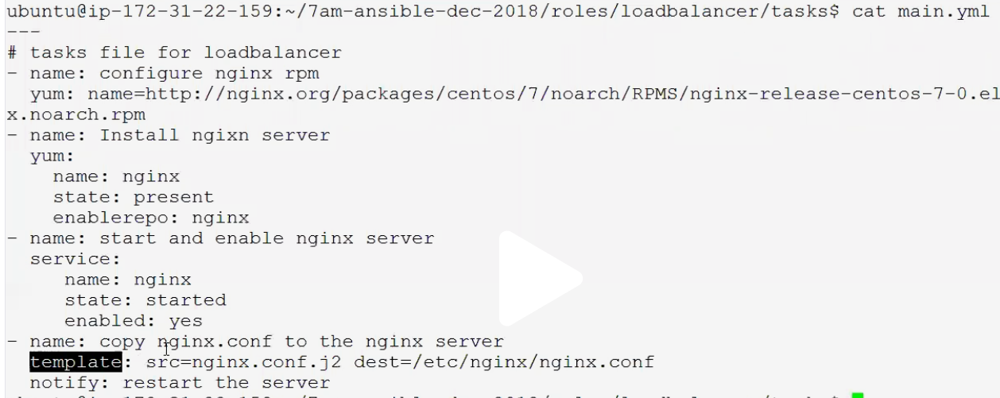 ubuntu@ip-172-31-22-159:~/7am-ansible-dec-2018/roles/loadbalancer/tasks$ cat main.yml
---
# tasks file for loadbalancer
- name: configure nginx rpm
  yum: name=http://nginx.org/packages/centos/7/noarch/RPMS/nginx-release-centos-7-0.el
x.noarch.rpm
- name: Install ngixn server
  yum:
    name: nginx
    state: present
    enablerepo: nginx
- name: start and enable nginx server
  service:
     name: nginx
     state: started
     enabled: yes
- name: copy nginx.conf to the nginx server
  template: src=nginx.conf.j2 dest=/etc/nginx/nginx.conf
  notify: restart the server